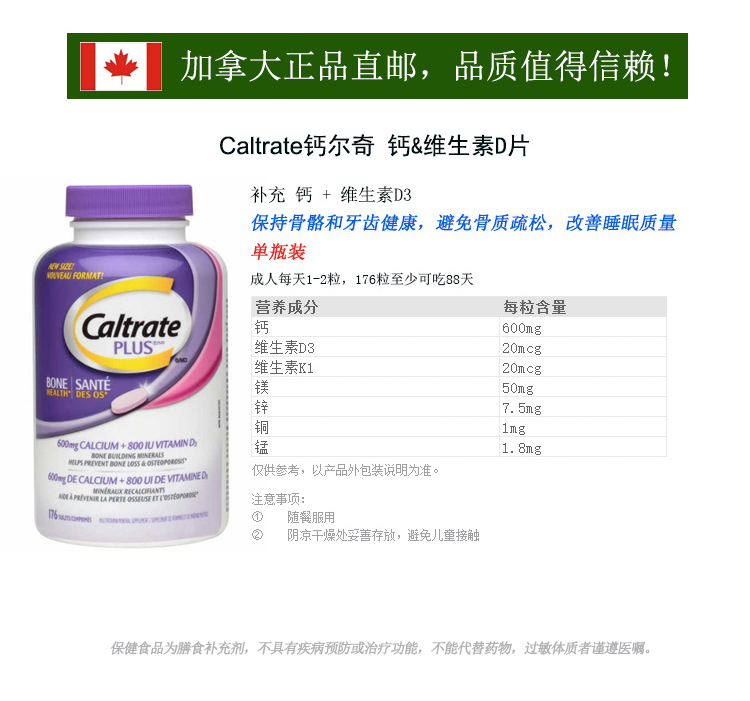 加拿大正品直邮，品质值得信赖！
Caltrate钙尔奇 钙&维生素D片
补充 钙 + 维生素D3
保持骨骼和牙齿健康，避免骨质疏松，改善睡眠质量
单瓶装
成人每天1-2粒，176粒至少可吃88天
营养成分 每粒含量
钙 600mg
维生素D3 20mcg
维生素K1 20mcg
镁 50mg
锌 7.5mg
铜 1mg
锰 1.8mg
仅供参考，以产品外包装说明为准。
注意事项：
① 随餐服用
② 阴凉干燥处妥善存放，避免儿童接触
NEW SIZE!
NOUVEAU FORMAT!
Caltrate
PLUS
BONE HEALTH* | SANTÉ DES OS*
600mg CALCIUM + 800 IU VITAMIN D3
BONE BUILDING MINERALS
HELPS PREVENT BONE LOSS & OSTEOPOROSIS*
600mg DE CALCIUM + 800 UI DE VITAMINE D3
MINÉRAUX RECALCIFIANTS
AIDE À PRÉVENIR LA PERTE OSSEUSE ET L'OSTÉOPOROSE*
176 TABLETS/COMPRIMÉS
保健食品为膳食补充剂，不具有疾病预防或治疗功能，不能代替药物，过敏体质者谨遵医嘱。